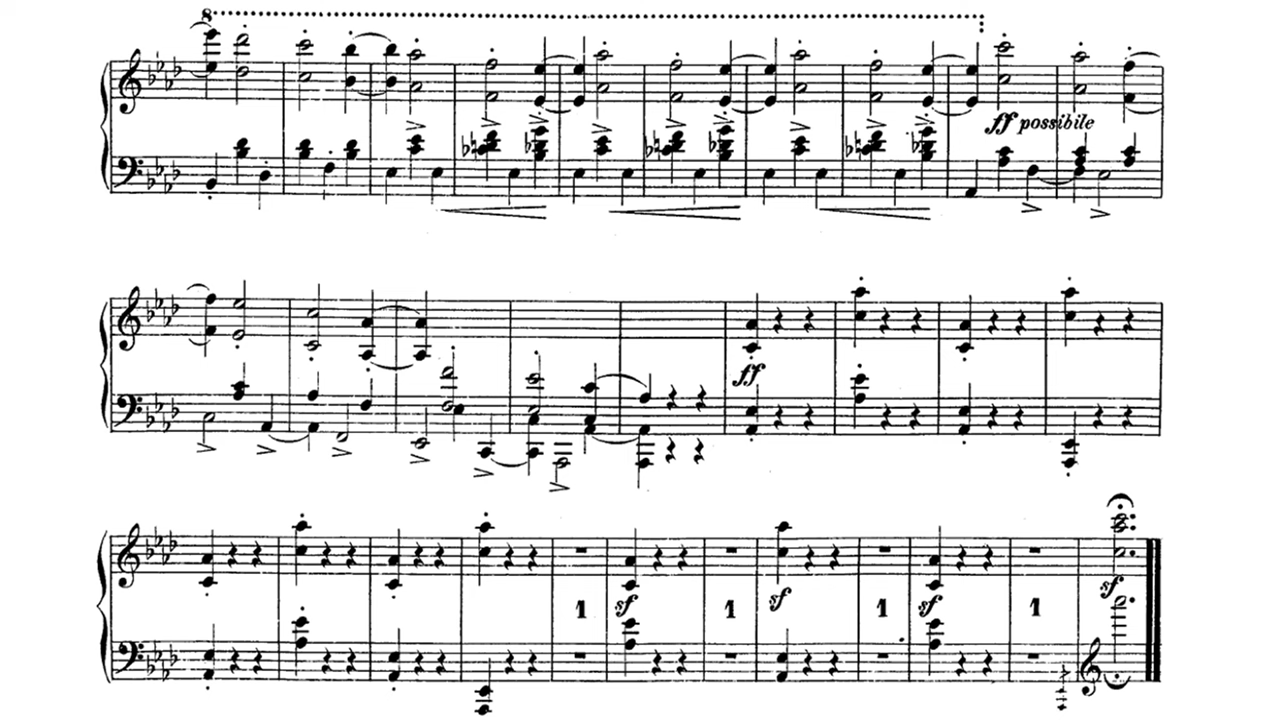 8
ff possibile
ff
sf sf sf sf
1 1 1 1